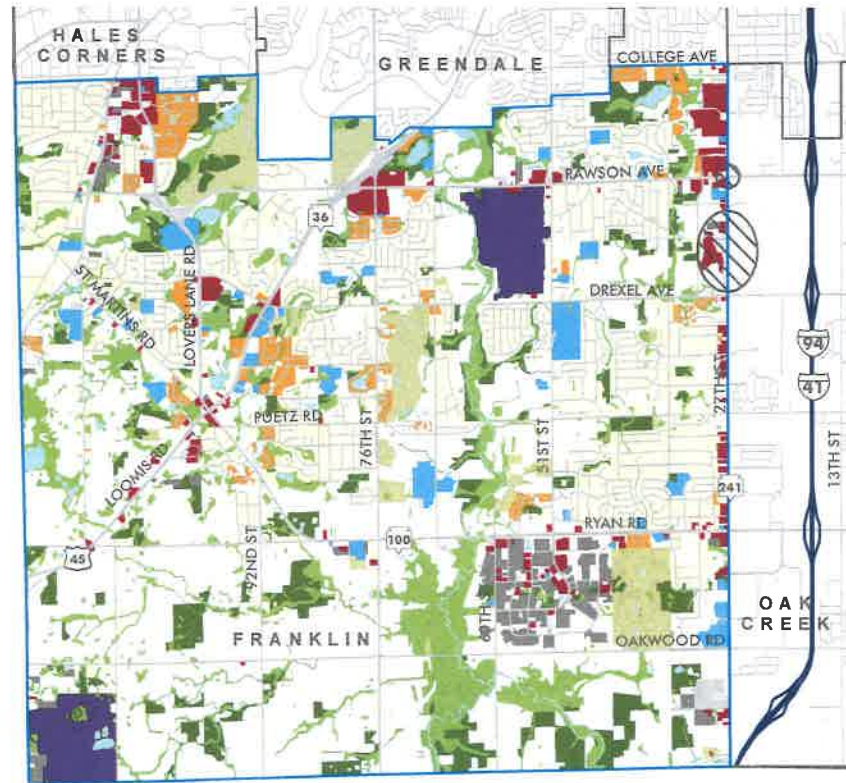 HALES
CORNERS
GREENDALE
COLLEGE AVE
RAWSON AVE
36
ST MARTINS RD
LOVERS LANE RD
DREXEL AVE
94
41
27TH ST
PUETZ RD
76TH ST
51ST ST
13TH ST
LOOMIS RD
241
RYAN RD
100
45
92ND ST
60TH
OAK
CREEK
FRANKLIN
OAKWOOD RD